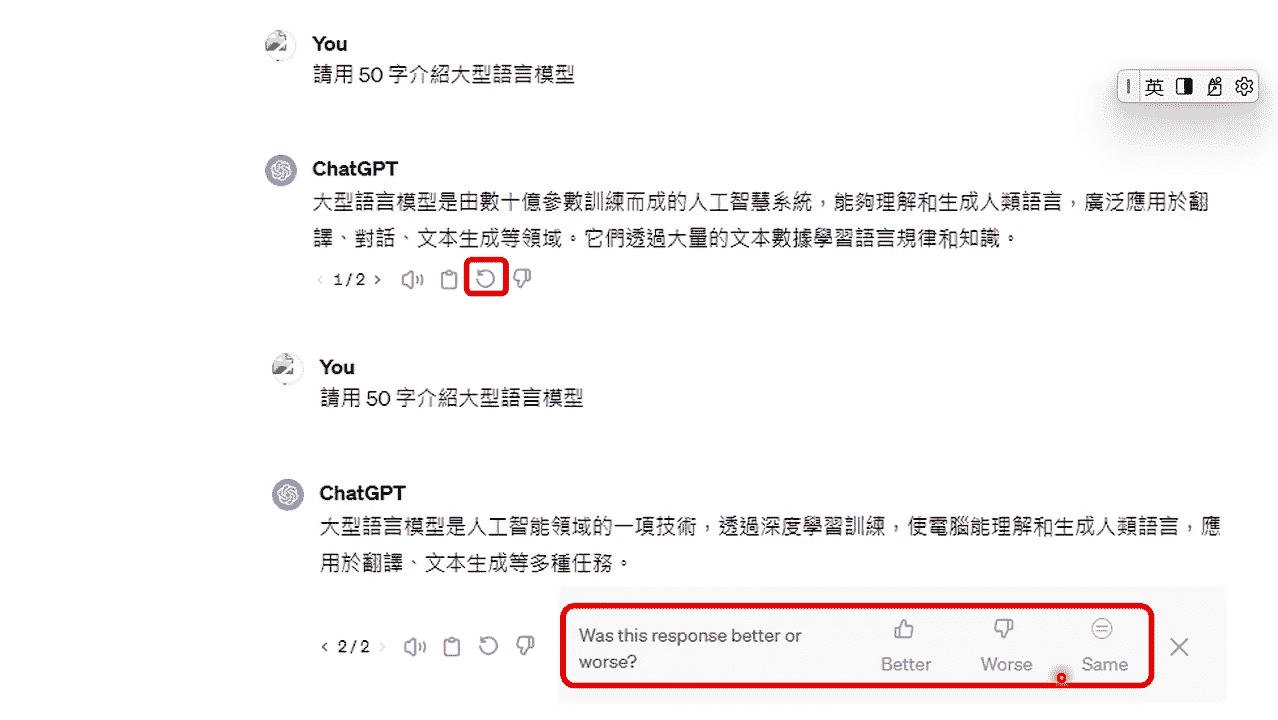 You
請用 50 字介紹大型語言模型
英
ChatGPT
大型語言模型是由數十億參數訓練而成的人工智慧系統，能夠理解和生成人類語言，廣泛應用於翻
譯、對話、文本生成等領域。它們透過大量的文本數據學習語言規律和知識。
< 1/2 >
You
請用 50 字介紹大型語言模型
ChatGPT
大型語言模型是人工智能領域的一項技術，透過深度學習訓練，使電腦能理解和生成人類語言，應
用於翻譯、文本生成等多種任務。
< 2/2 >
Was this response better or
worse?
Better Worse Same